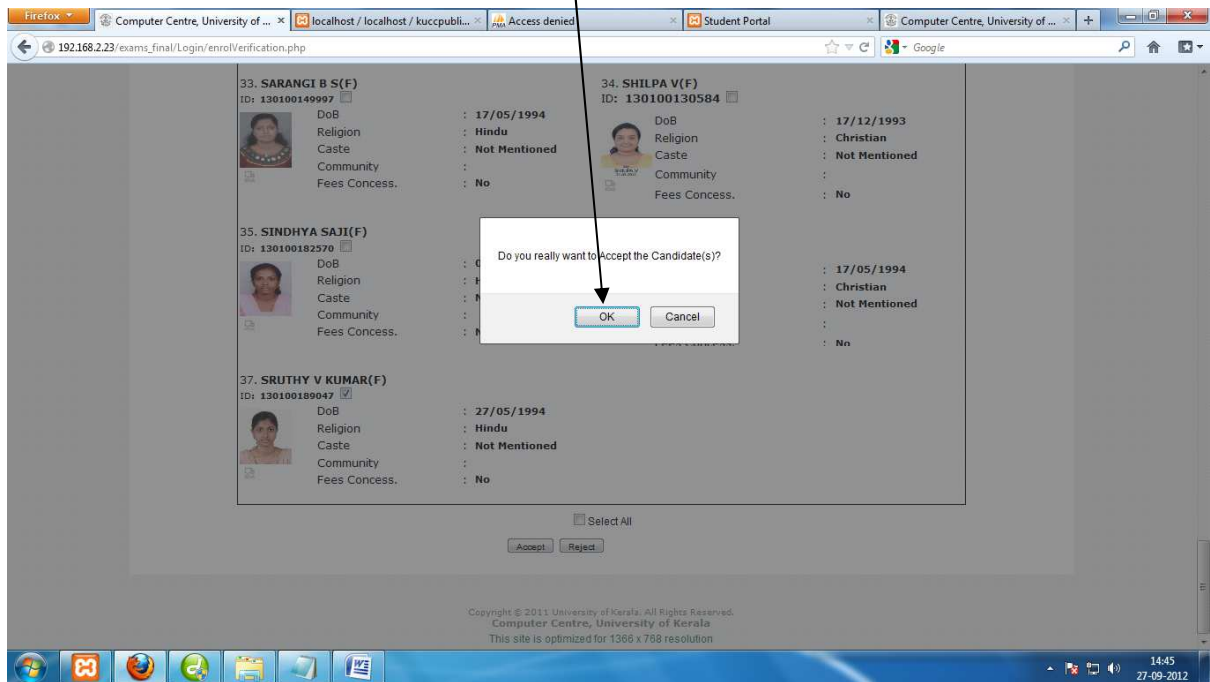 Firefox
Computer Centre, University of ...
localhost / localhost / kuccpubli...
Access denied
Student Portal
Computer Centre, University of ...
192.168.2.23/exams_final/Login/enrolVerification.php
Google
33. SARANGI B S(F)
ID: 130100149997
DoB : 17/05/1994
Religion : Hindu
Caste : Not Mentioned
Community :
Fees Concess. : No
34. SHILPA V(F)
ID: 130100130584
DoB : 17/12/1993
Religion : Christian
Caste : Not Mentioned
Community :
Fees Concess. : No
35. SINDHYA SAJI(F)
ID: 130100182570
DoB :
Religion :
Caste :
Community :
Fees Concess. :
: 17/05/1994
: Christian
: Not Mentioned
:
: No
Do you really want to Accept the Candidate(s)?
OK
Cancel
37. SRUTHY V KUMAR(F)
ID: 130100189047
DoB : 27/05/1994
Religion : Hindu
Caste : Not Mentioned
Community :
Fees Concess. : No
Select All
Accept
Reject
Copyright © 2011 University of Kerala. All Rights Reserved.
Computer Centre, University of Kerala
This site is optimized for 1366 x 768 resolution
14:45
27-09-2012